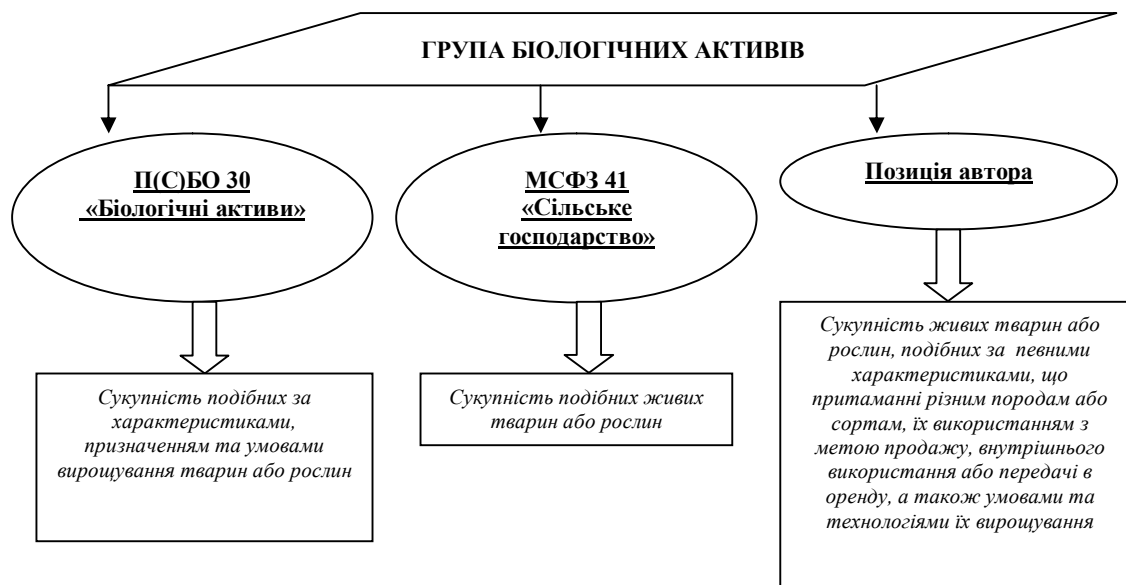 ГРУПА БІОЛОГІЧНИХ АКТИВІВ
П(С)БО 30
«Біологічні активи»
МСФЗ 41
«Сільське
господарство»
Позиція автора
Сукупність подібних за
характеристиками,
призначенням та умовами
вирощування тварин або рослин
Сукупність подібних живих
тварин або рослин
Сукупність живих тварин або
рослин, подібних за певними
характеристиками, що
притаманні різним породам або
сортам, їх використанням з
метою продажу, внутрішнього
використання або передачі в
оренду, а також умовами та
технологіями їх вирощування